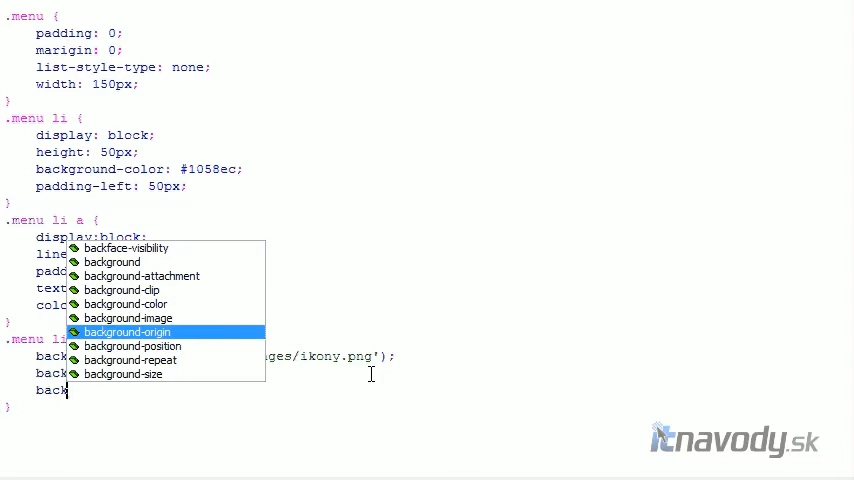 .menu {
padding: 0;
marigin: 0;
list-style-type: none;
width: 150px;
}
.menu li {
display: block;
height: 50px;
background-color: #1058ec;
padding-left: 50px;
}
.menu li a {
display:block;
line
padd
text
colo
}
.menu li
back ges/ikony.png');
back
back
}
backface-visibility
background
background-attachment
background-clip
background-color
background-image
background-origin
background-position
background-repeat
background-size
itnavody.sk